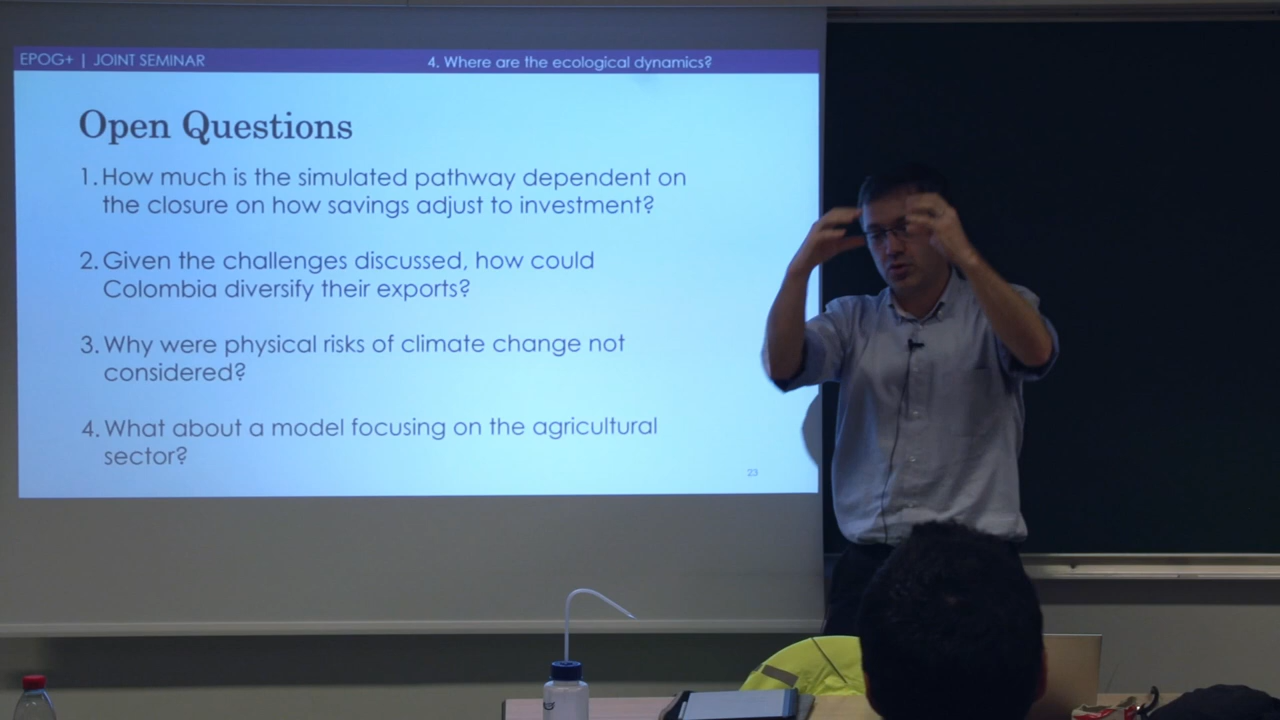 EPOG+ | JOINT SEMINAR
4. Where are the ecological dynamics?
Open Questions
1. How much is the simulated pathway dependent on
the closure on how savings adjust to investment?
2. Given the challenges discussed, how could
Colombia diversify their exports?
3. Why were physical risks of climate change not
considered?
4. What about a model focusing on the agricultural
sector?
23